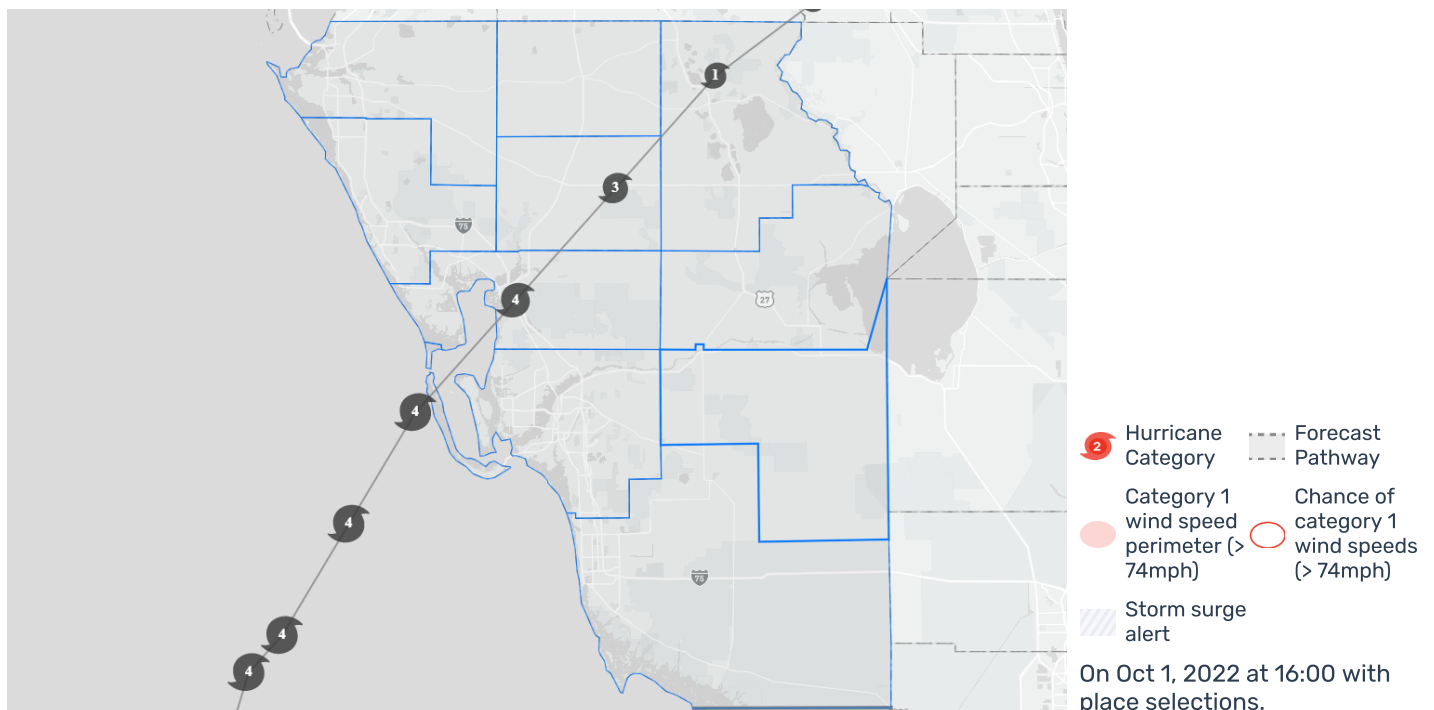 1
3
75
27
4
4
4
4
4
75
2
Hurricane
Category
Forecast
Pathway
Category 1
wind speed
perimeter (>
74mph)
Chance of
category 1
wind speeds
(> 74mph)
Storm surge
alert
On Oct 1, 2022 at 16:00 with
place selections.